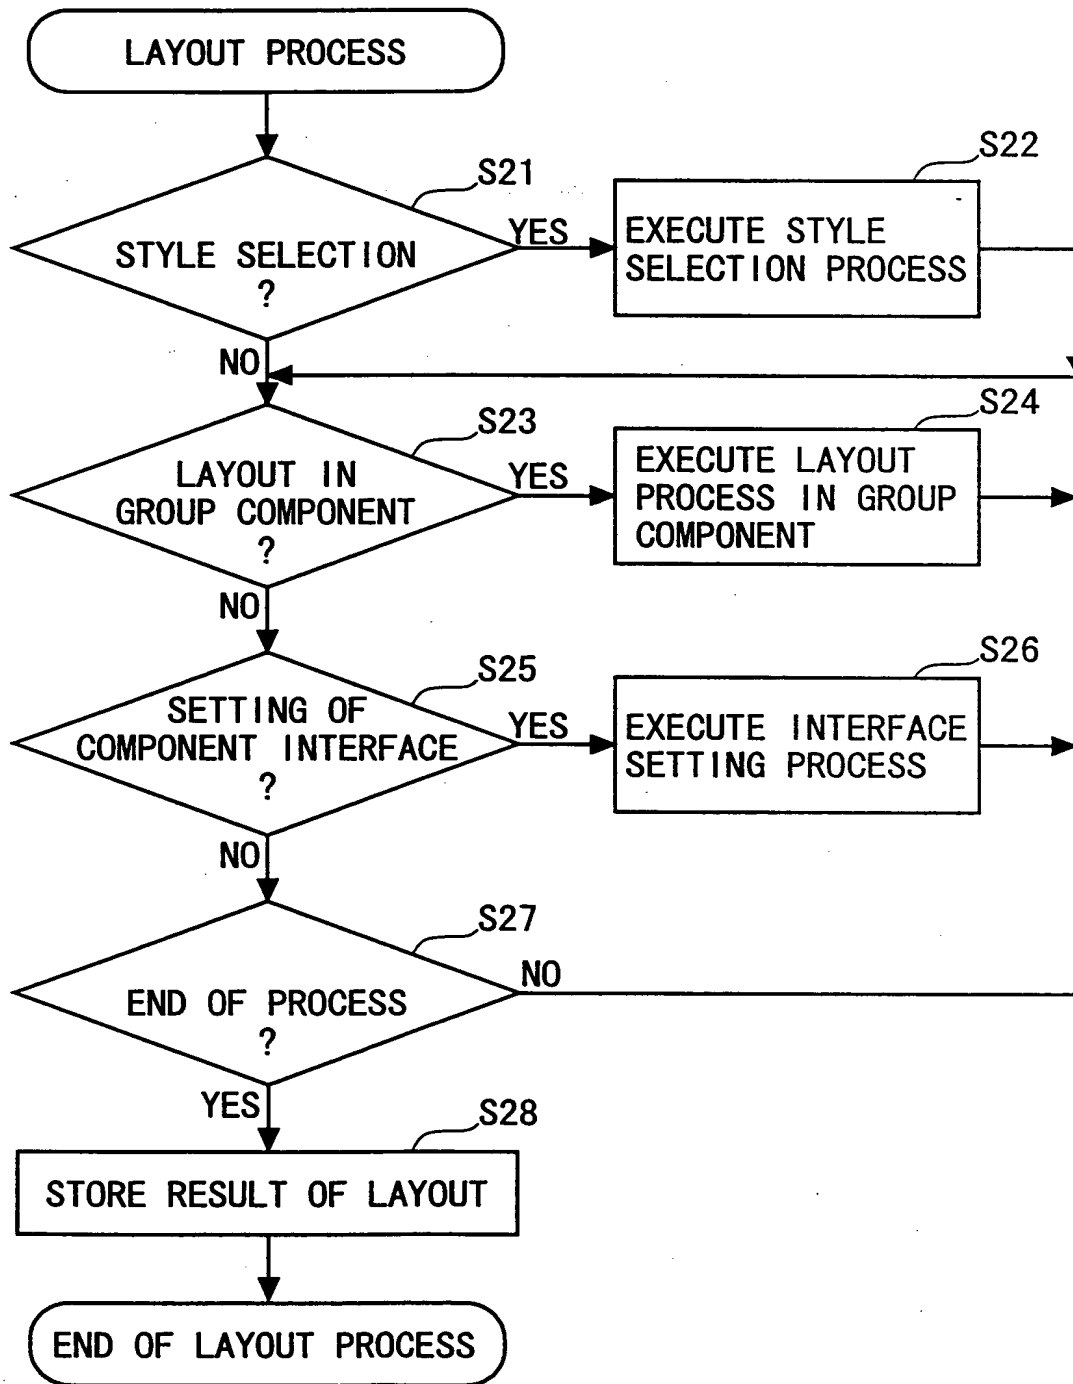 LAYOUT PROCESS
S21
STYLE SELECTION
?
YES
S22
EXECUTE STYLE
SELECTION PROCESS
NO
S23
LAYOUT IN
GROUP COMPONENT
?
YES
S24
EXECUTE LAYOUT
PROCESS IN GROUP
COMPONENT
NO
S25
SETTING OF
COMPONENT INTERFACE
?
YES
S26
EXECUTE INTERFACE
SETTING PROCESS
NO
S27
END OF PROCESS
?
NO
YES
S28
STORE RESULT OF LAYOUT
END OF LAYOUT PROCESS